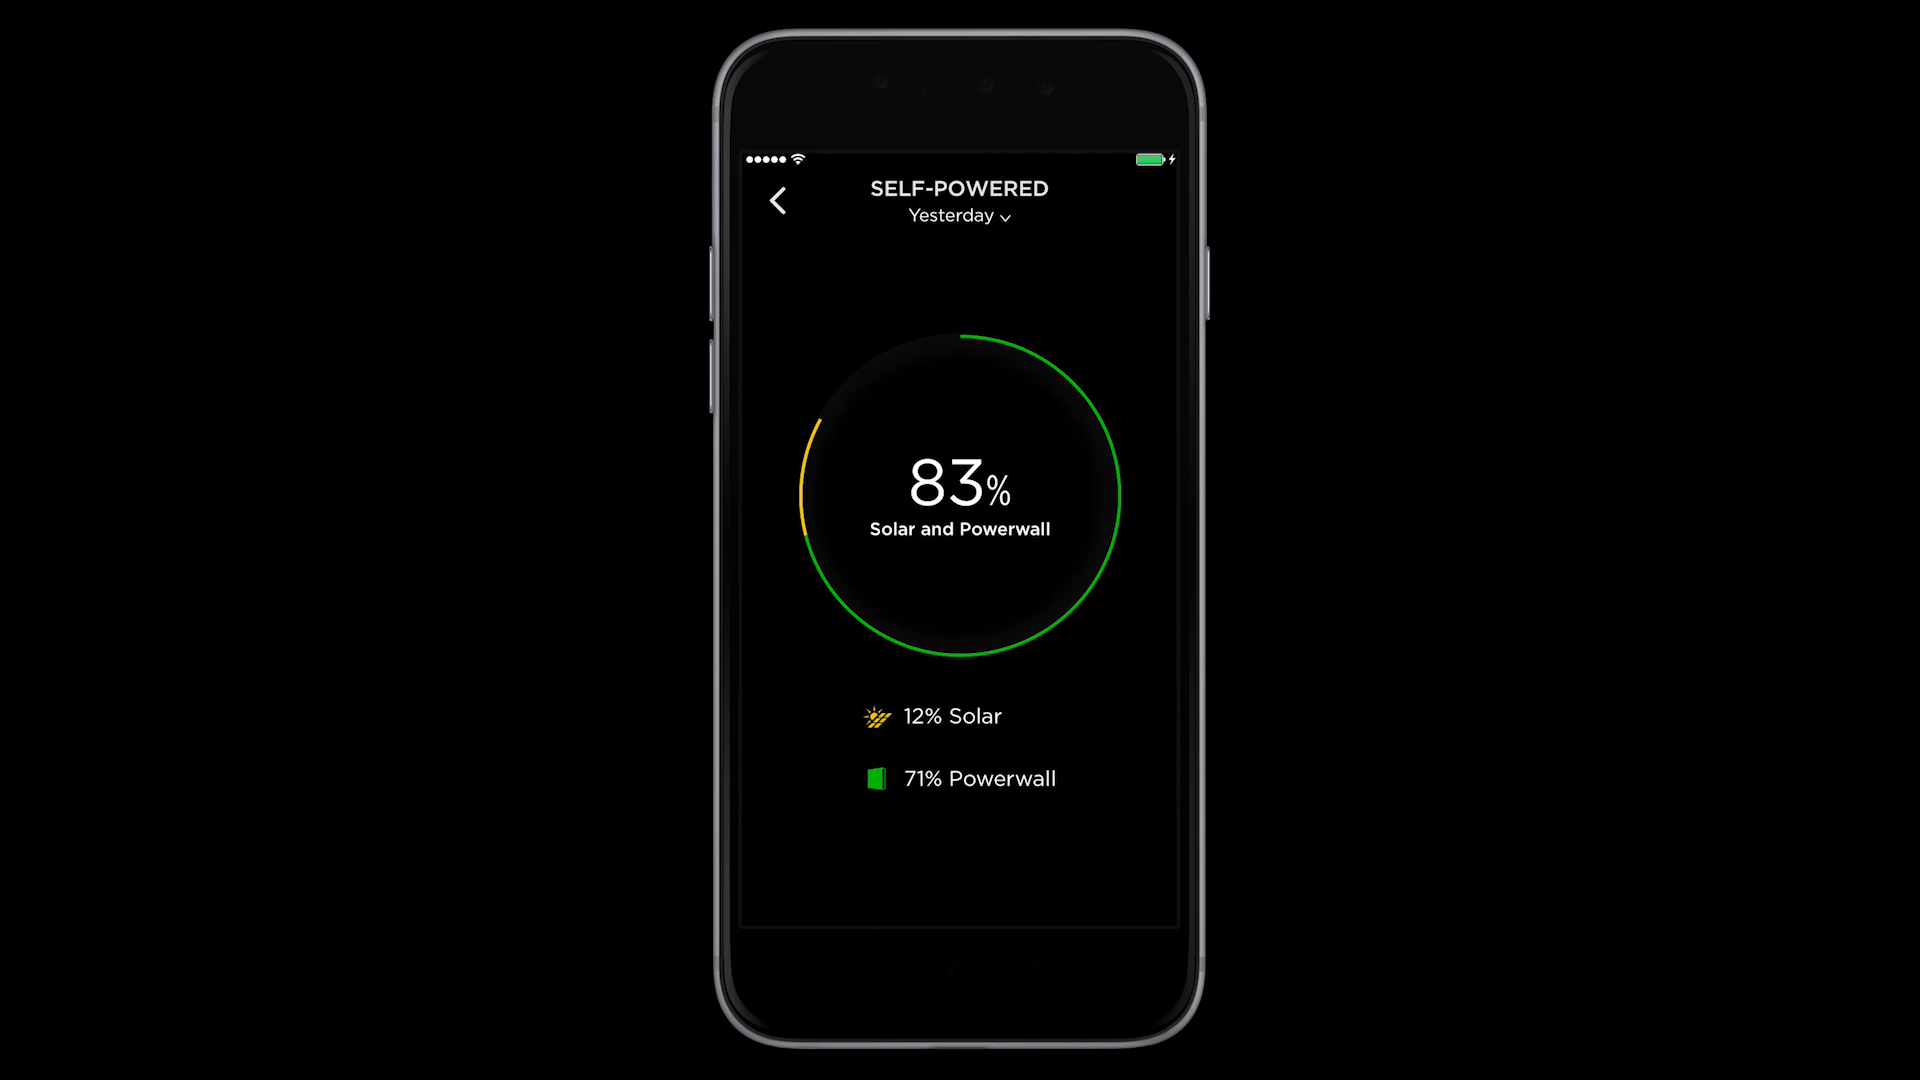 SELF-POWERED
Yesterday
83%
Solar and Powerwall
12% Solar
71% Powerwall